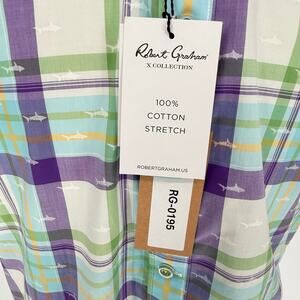 Robert Graham
X COLLECTION
100%
COTTON
STRETCH
ROBERTGRAHAM.US
RG-0195